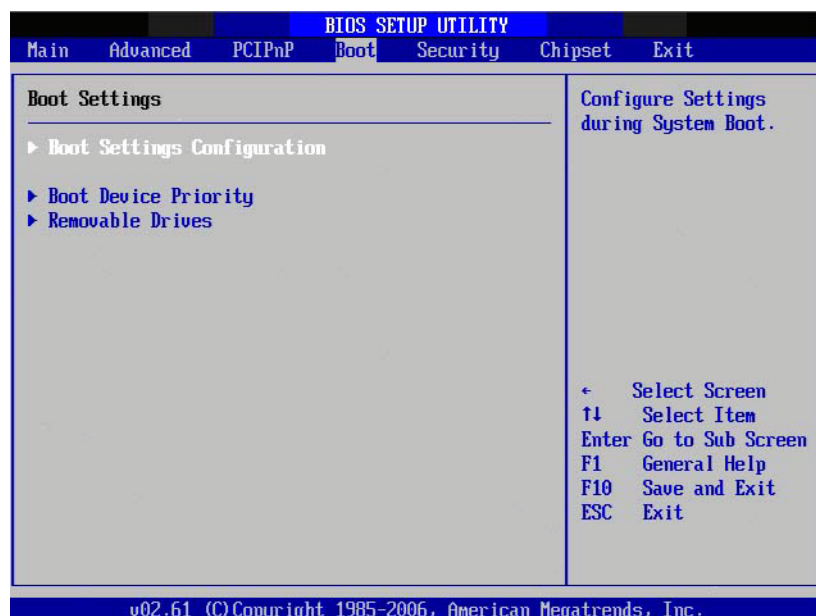 BIOS SETUP UTILITY
Main Advanced PCIPnP Boot Security Chipset Exit
Boot Settings
▶ Boot Settings Configuration
▶ Boot Device Priority
▶ Removable Drives
Configure Settings
during System Boot.
← Select Screen
↑↓ Select Item
Enter Go to Sub Screen
F1 General Help
F10 Save and Exit
ESC Exit
v02.61 (C)Copyright 1985-2006, American Megatrends, Inc.